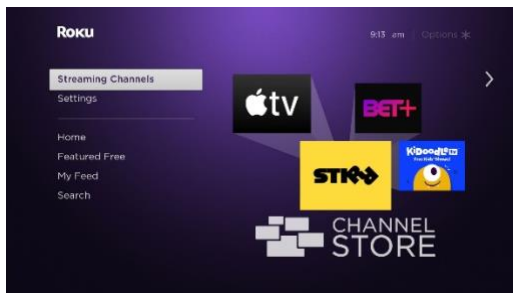 Roku
9:13 am | Options
Streaming Channels
Settings
Home
Featured Free
My Feed
Search
tv
BET+
STIRR
Kidoodle TV
CHANNEL
STORE